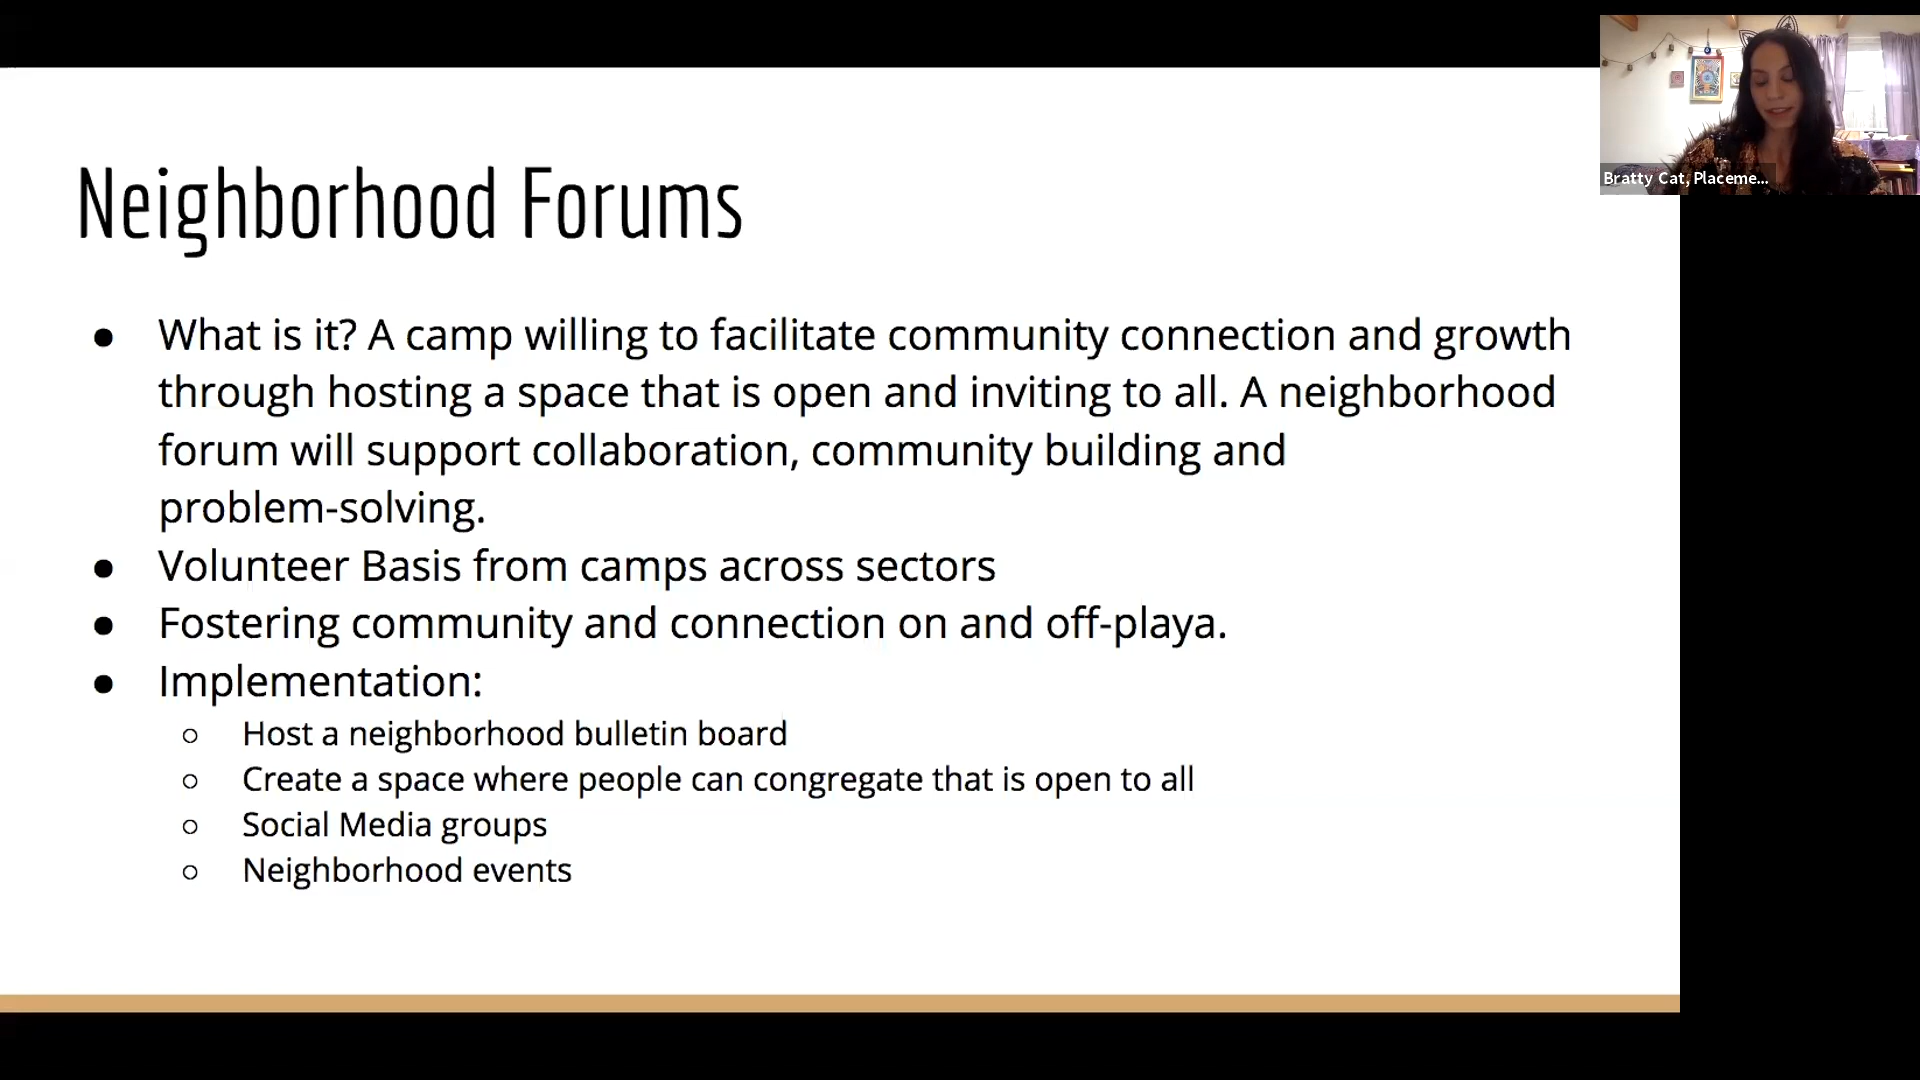 Neighborhood Forums
● What is it? A camp willing to facilitate community connection and growth
through hosting a space that is open and inviting to all. A neighborhood
forum will support collaboration, community building and
problem-solving.
● Volunteer Basis from camps across sectors
● Fostering community and connection on and off-playa.
● Implementation:
○ Host a neighborhood bulletin board
○ Create a space where people can congregate that is open to all
○ Social Media groups
○ Neighborhood events
Bratty Cat, Placeme...